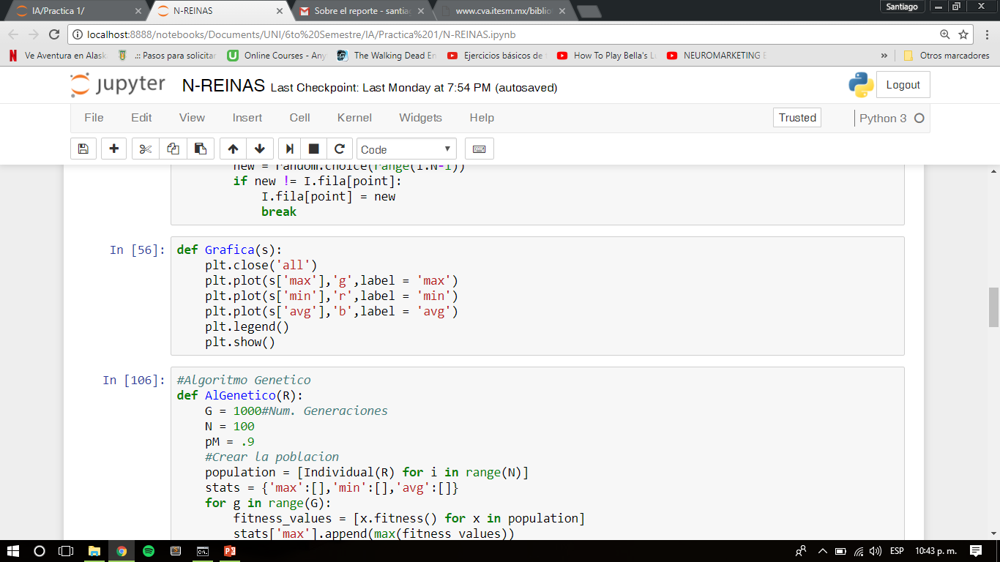 IA/Practica 1/
N-REINAS
Sobre el reporte - santia
www.cva.itesm.mx/biblio
Santiago
localhost:8888/notebooks/Documents/UNI/6to%20Semestre/IA/Practica%201/N-REINAS.ipynb
Ve Aventura en Alask
.:: Pasos para solicitar
Online Courses - Any
The Walking Dead En
Ejercicios básicos de
How To Play Bella's Lu
NEUROMARKETING E
»
Otros marcadores
jupyter
N-REINAS Last Checkpoint: Last Monday at 7:54 PM (autosaved)
Logout
File Edit View Insert Cell Kernel Widgets Help
Trusted
Python 3
Code
new = random.choice(range(I.N-1))
if new != I.fila[point]:
I.fila[point] = new
break
In [56]:
def Grafica(s):
plt.close('all')
plt.plot(s['max'],'g',label = 'max')
plt.plot(s['min'],'r',label = 'min')
plt.plot(s['avg'],'b',label = 'avg')
plt.legend()
plt.show()
In [106]:
#Algoritmo Genetico
def AlGenetico(R):
G = 1000#Num. Generaciones
N = 100
pM = .9
#Crear la poblacion
population = [Individual(R) for i in range(N)]
stats = {'max':[],'min':[],'avg':[]}
for g in range(G):
fitness_values = [x.fitness() for x in population]
stats['max'].append(max(fitness_values))
ESP
10:43 p. m.